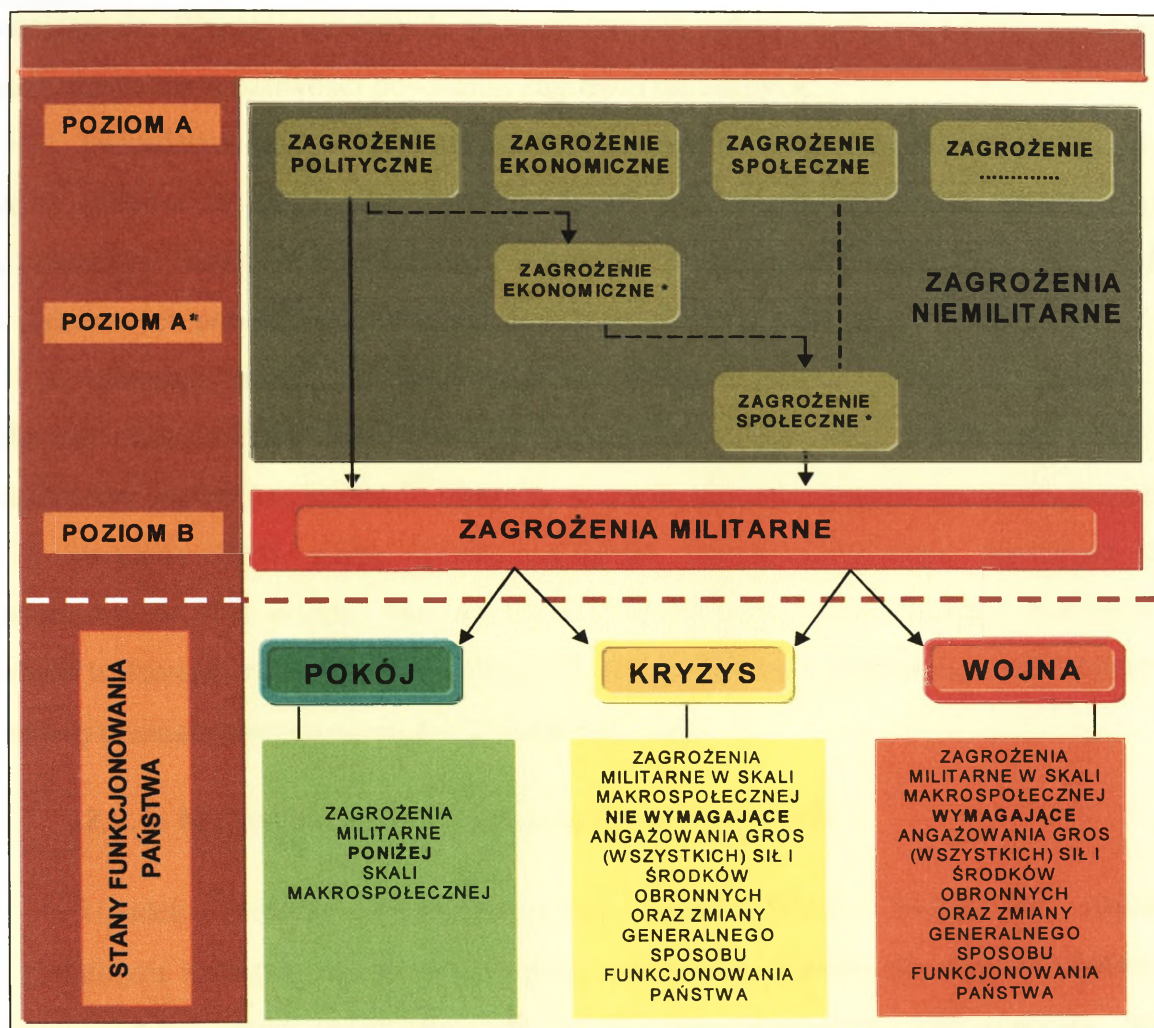 POZIOM A
ZAGROŻENIE
POLITYCZNE
ZAGROŻENIE
EKONOMICZNE
ZAGROŻENIE
SPOŁECZNE
ZAGROŻENIE
.............
ZAGROŻENIE
EKONOMICZNE *
ZAGROŻENIA
NIEMILITARNE
POZIOM A*
ZAGROŻENIE
SPOŁECZNE *
POZIOM B
ZAGROŻENIA MILITARNE
STANY FUNKCJONOWANIA
PAŃSTWA
POKÓJ
KRYZYS
WOJNA
ZAGROŻENIA
MILITARNE
PONIŻEJ
SKALI
MAKROSPOŁECZNEJ
ZAGROŻENIA
MILITARNE W SKALI
MAKROSPOŁECZNEJ
NIE WYMAGAJĄCE
ANGAŻOWANIA GROS
(WSZYSTKICH) SIŁ I
ŚRODKÓW
OBRONNYCH
ORAZ ZMIANY
GENERALNEGO
SPOSOBU
FUNKCJONOWANIA
PAŃSTWA
ZAGROŻENIA
MILITARNE W SKALI
MAKROSPOŁECZNEJ
WYMAGAJĄCE
ANGAŻOWANIA GROS
(WSZYSTKICH) SIŁ I
ŚRODKÓW
OBRONNYCH
ORAZ ZMIANY
GENERALNEGO
SPOSOBU
FUNKCJONOWANIA
PAŃSTWA